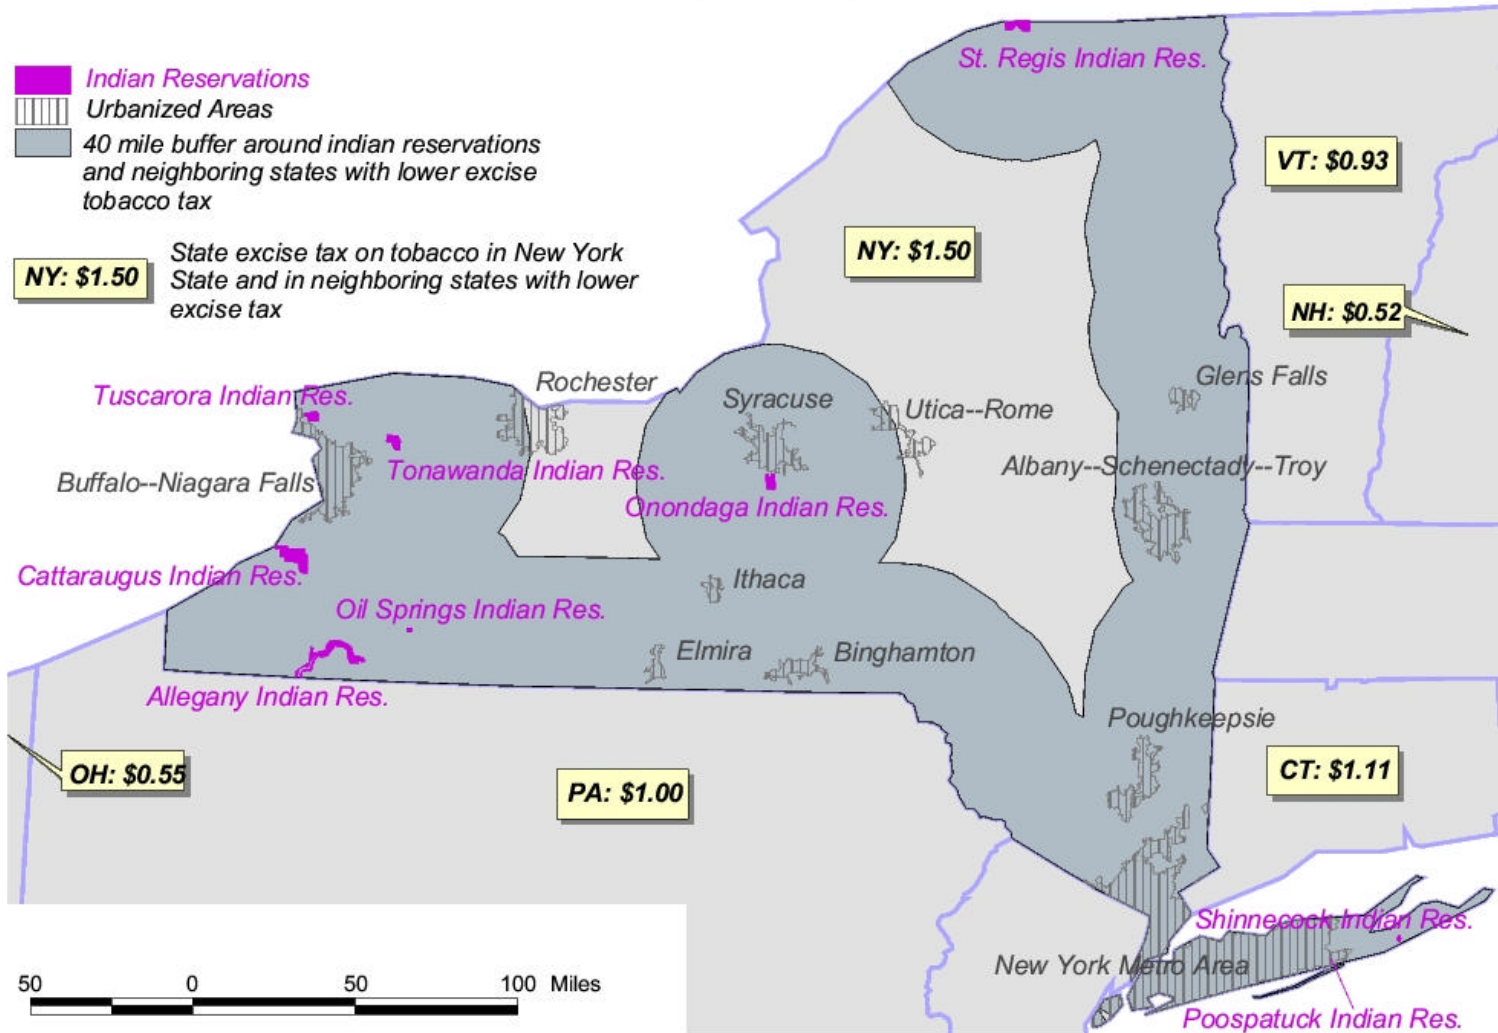 St. Regis Indian Res.
Indian Reservations
Urbanized Areas
40 mile buffer around indian reservations
and neighboring states with lower excise
tobacco tax
VT: $0.93
NY: $1.50
State excise tax on tobacco in New York
State and in neighboring states with lower
excise tax
NY: $1.50
NH: $0.52
Tuscarora Indian Res.
Rochester
Syracuse
Utica--Rome
Glens Falls
Buffalo--Niagara Falls
Tonawanda Indian Res.
Onondaga Indian Res.
Albany--Schenectady--Troy
Cattaraugus Indian Res.
Ithaca
Oil Springs Indian Res.
Elmira
Binghamton
Allegany Indian Res.
Poughkeepsie
OH: $0.55
PA: $1.00
CT: $1.11
Shinnecock Indian Res.
New York Metro Area
Poospatuck Indian Res.
50 0 50 100 Miles